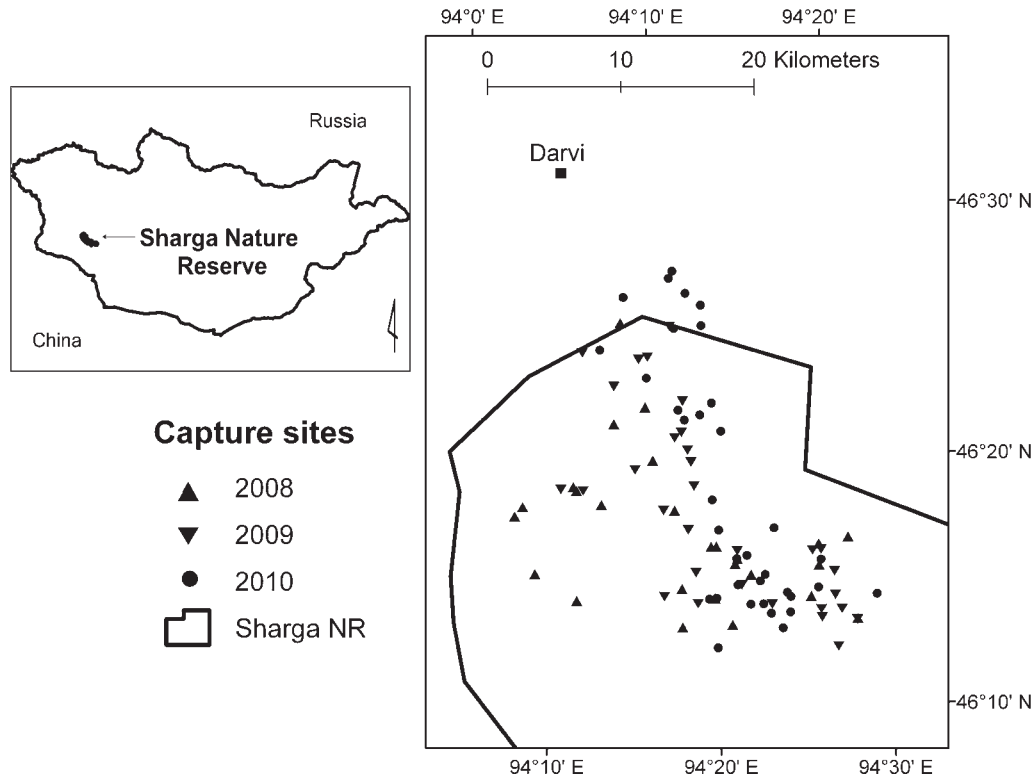 94°0' E
94°10' E
94°20' E
0
10
20 Kilometers
Russia
Darvi
46°30' N
Sharga Nature
Reserve
China
Capture sites
2008
2009
2010
Sharga NR
46°20' N
46°10' N
94°10' E
94°20' E
94°30' E